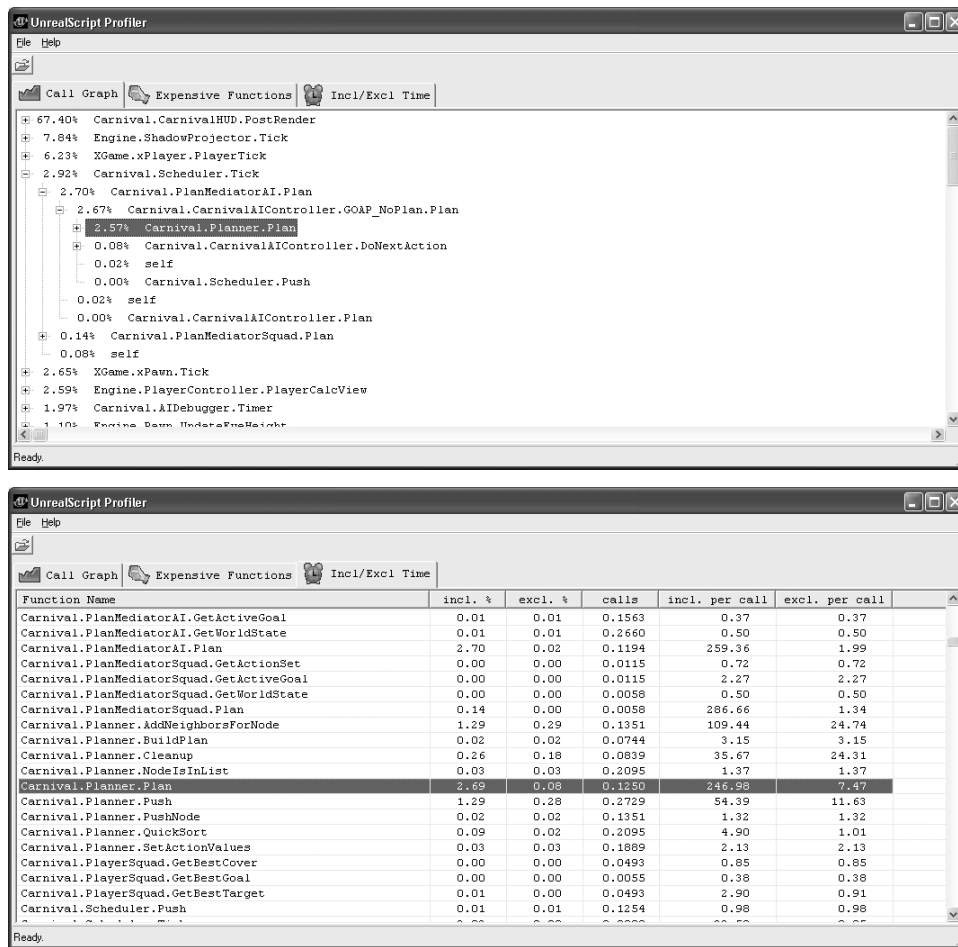 UnrealScript Profiler
File Help
Call Graph Expensive Functions Incl/Excl Time
67.40% Carnival.CarnivalHUD.PostRender
7.84% Engine.ShadowProjector.Tick
6.23% XGame.xPlayer.PlayerTick
2.92% Carnival.Scheduler.Tick
2.70% Carnival.PlanMediatorAI.Plan
2.67% Carnival.CarnivalAIController.GOAP_NoPlan.Plan
2.57% Carnival.Planner.Plan
0.08% Carnival.CarnivalAIController.DoNextAction
0.02% self
0.00% Carnival.Scheduler.Push
0.02% self
0.00% Carnival.CarnivalAIController.Plan
0.14% Carnival.PlanMediatorSquad.Plan
0.08% self
2.65% XGame.xPawn.Tick
2.59% Engine.PlayerController.PlayerCalcView
1.97% Carnival.AIDebugger.Timer
1.10% Engine.Pawn.UpdateEyeHeight
Ready.
UnrealScript Profiler
File Help
Call Graph Expensive Functions Incl/Excl Time
Function Name incl. % excl. % calls incl. per call excl. per call
Carnival.PlanMediatorAI.GetActiveGoal 0.01 0.01 0.1563 0.37 0.37
Carnival.PlanMediatorAI.GetWorldState 0.01 0.01 0.2660 0.50 0.50
Carnival.PlanMediatorAI.Plan 2.70 0.02 0.1194 259.36 1.99
Carnival.PlanMediatorSquad.GetActionSet 0.00 0.00 0.0115 0.72 0.72
Carnival.PlanMediatorSquad.GetActiveGoal 0.00 0.00 0.0115 2.27 2.27
Carnival.PlanMediatorSquad.GetWorldState 0.00 0.00 0.0058 0.50 0.50
Carnival.PlanMediatorSquad.Plan 0.14 0.00 0.0058 286.66 1.34
Carnival.Planner.AddNeighborsForNode 1.29 0.29 0.1351 109.44 24.74
Carnival.Planner.BuildPlan 0.02 0.02 0.0744 3.15 3.15
Carnival.Planner.Cleanup 0.26 0.18 0.0839 35.67 24.31
Carnival.Planner.NodeIsInList 0.03 0.03 0.2095 1.37 1.37
Carnival.Planner.Plan 2.69 0.08 0.1250 246.98 7.47
Carnival.Planner.Push 1.29 0.28 0.2729 54.39 11.63
Carnival.Planner.PushNode 0.02 0.02 0.1351 1.32 1.32
Carnival.Planner.QuickSort 0.09 0.02 0.2095 4.90 1.01
Carnival.Planner.SetActionValues 0.03 0.03 0.1889 2.13 2.13
Carnival.PlayerSquad.GetBestCover 0.00 0.00 0.0493 0.85 0.85
Carnival.PlayerSquad.GetBestGoal 0.00 0.00 0.0055 0.38 0.38
Carnival.PlayerSquad.GetBestTarget 0.01 0.00 0.0493 2.90 0.91
Carnival.Scheduler.Push 0.01 0.01 0.1254 0.98 0.98
Ready.